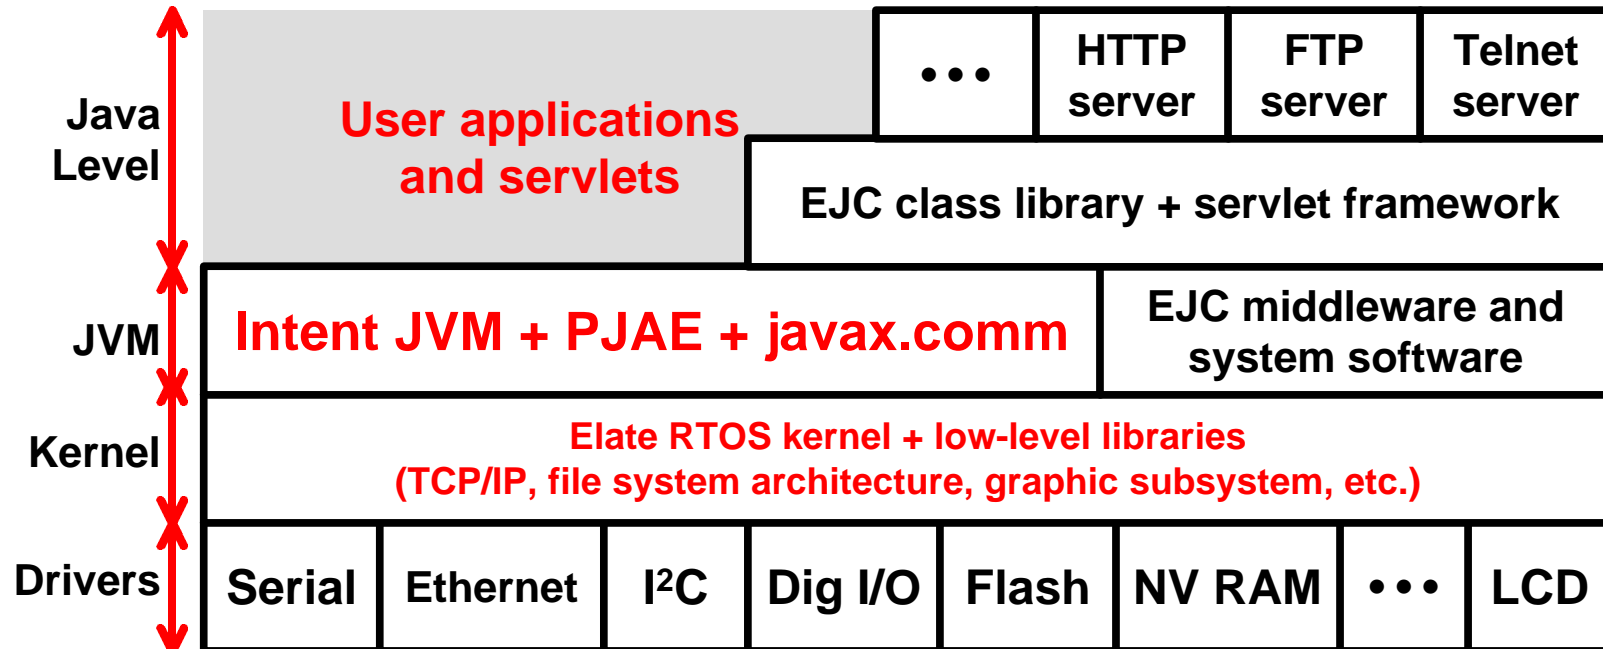 Java
Level
User applications
and servlets
•••
HTTP
server
FTP
server
Telnet
server
EJC class library + servlet framework
JVM
Intent JVM + PJAE + javax.comm
EJC middleware and
system software
Kernel
Elate RTOS kernel + low-level libraries
(TCP/IP, file system architecture, graphic subsystem, etc.)
Drivers
Serial
Ethernet
I²C
Dig I/O
Flash
NV RAM
•••
LCD